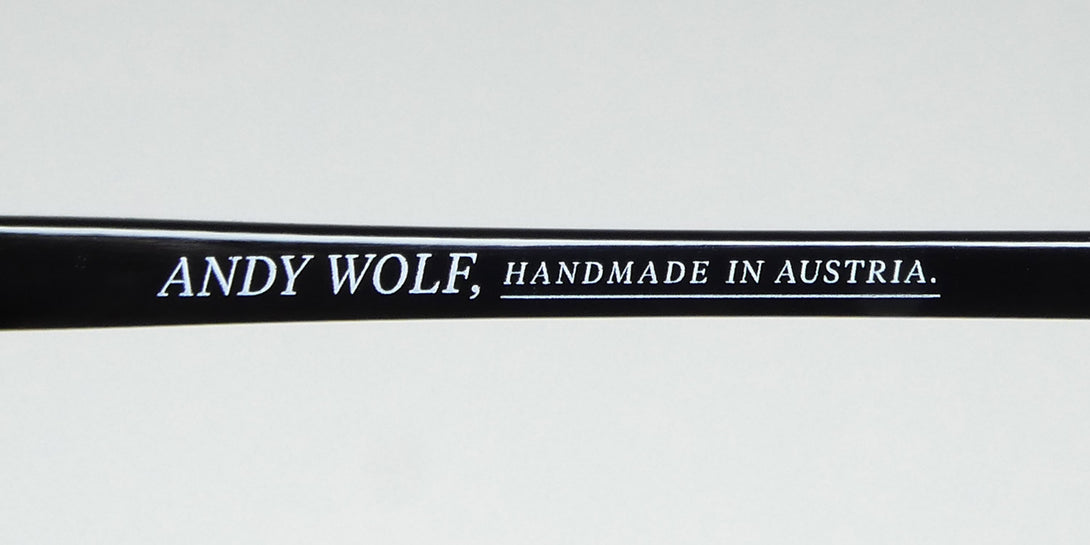 ANDY WOLF, HANDMADE IN AUSTRIA.